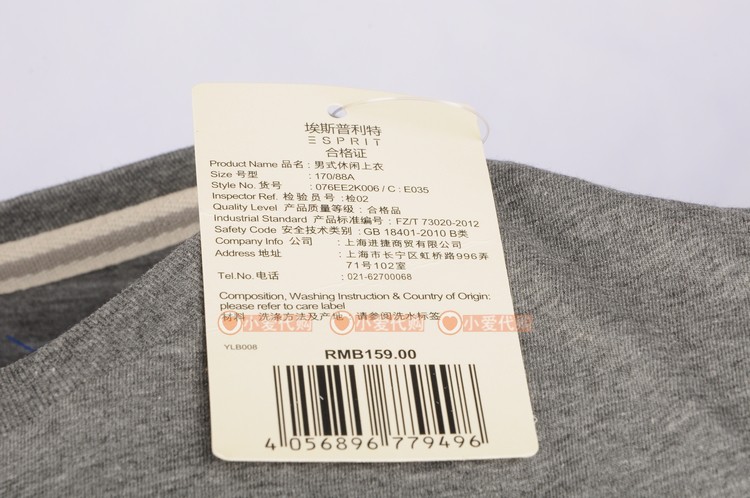 埃斯普利特
ESPRIT
合格证
Product Name 品名：男式休闲上衣
Size 号型 ：170/88A
Style No. 货号 ：076EE2K006 / C : E035
Inspector Ref. 检验员号：检02
Quality Level 产品质量等级：合格品
Industrial Standard 产品标准编号：FZ/T 73020-2012
Safety Code 安全技术类别：GB 18401-2010 B类
Company Info 公司 ：上海进捷商贸有限公司
Address 地址 ：上海市长宁区虹桥路996弄
71号102室
Tel.No. 电话 ：021-62700068
Composition, Washing Instruction & Country of Origin:
please refer to care label
材料 洗涤方法及产地 请参阅洗水标签
小爱代购 小爱代购 小爱代购
YLB008
RMB159.00
4 056896 779496